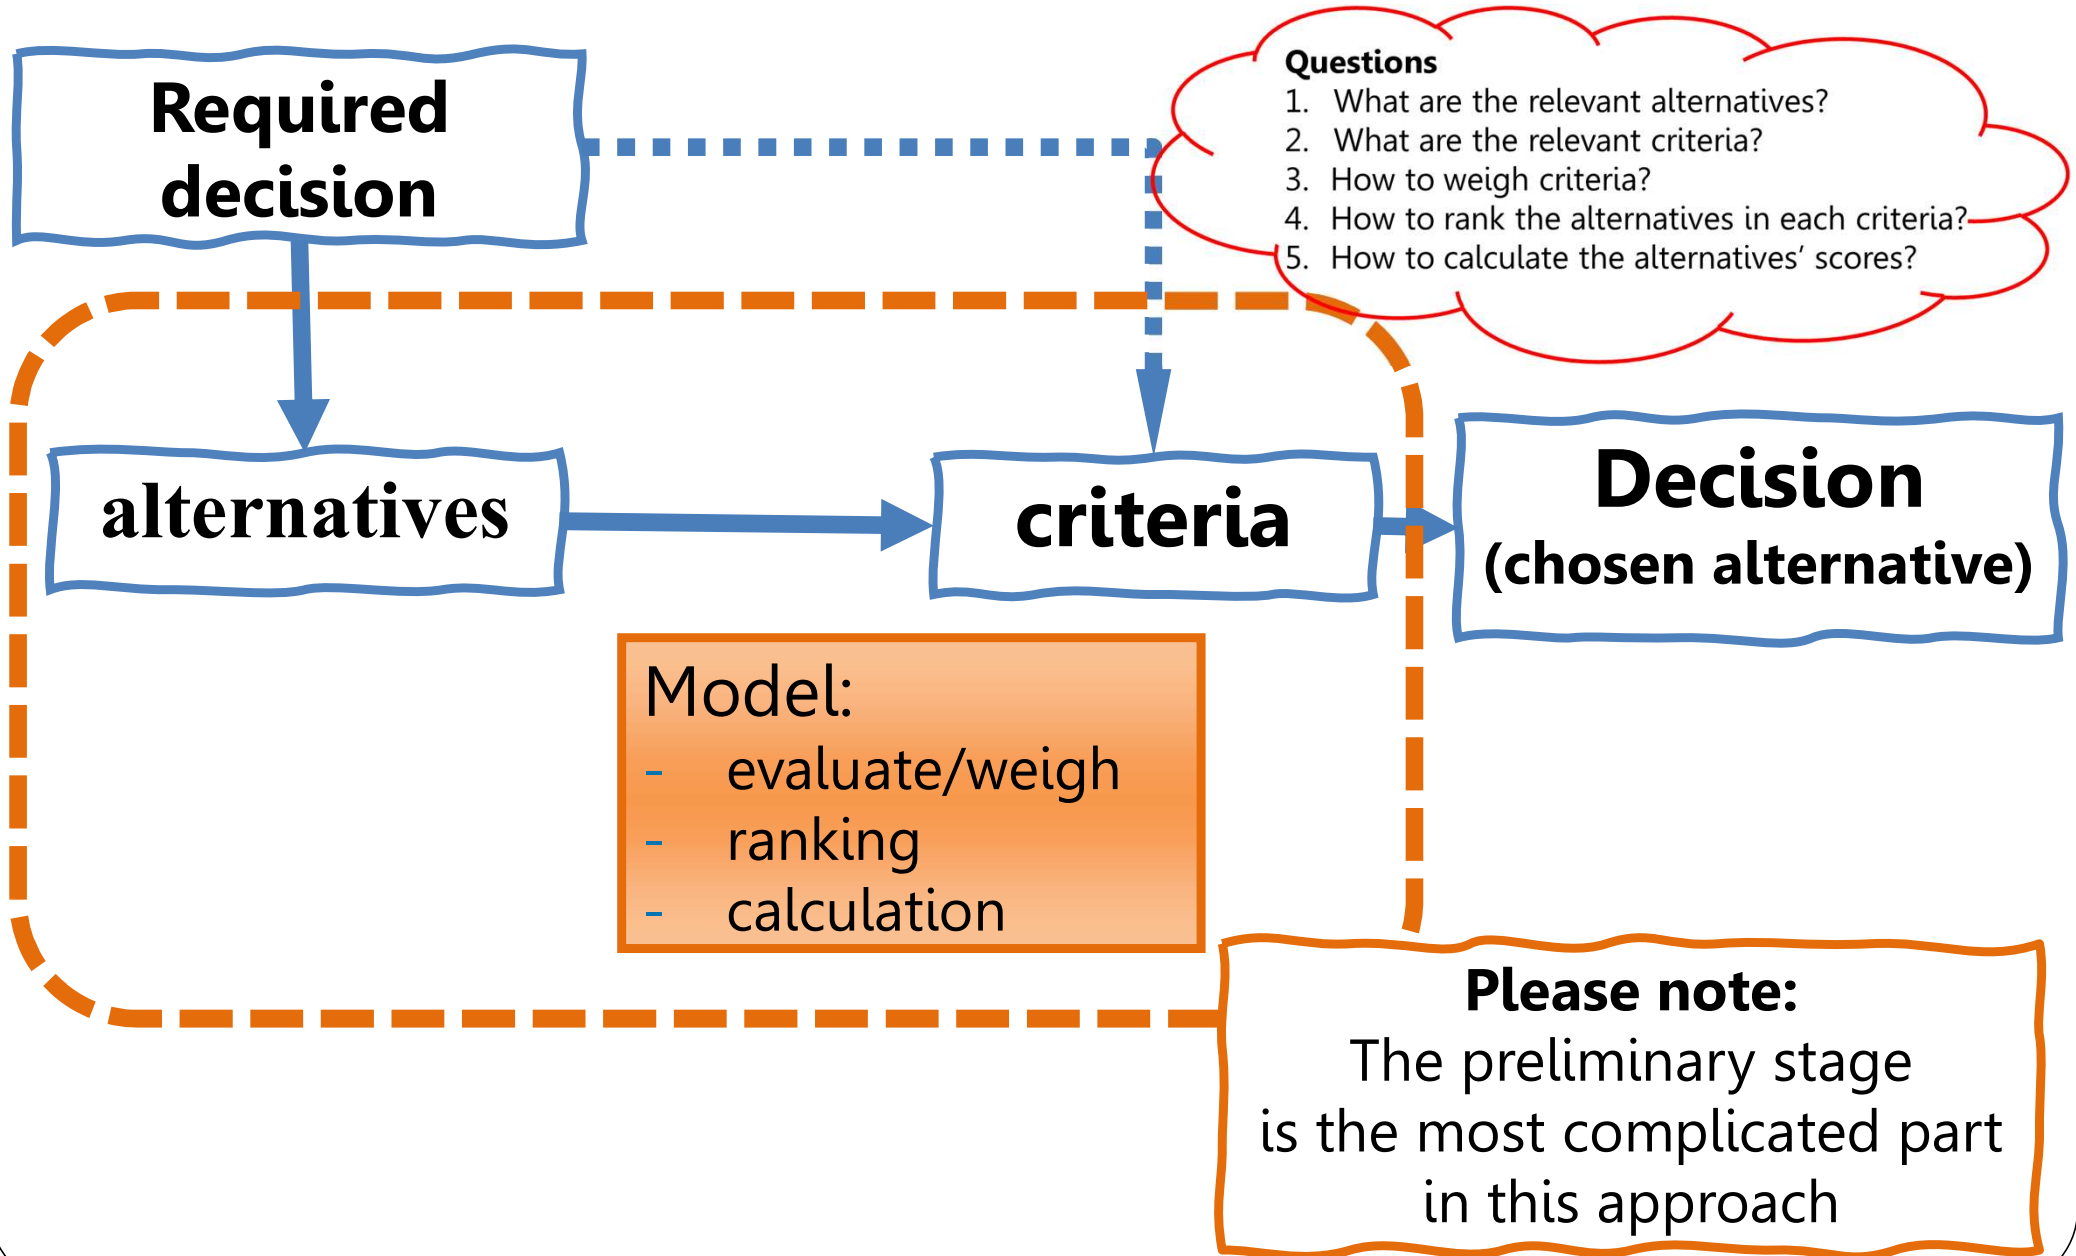 Required
decision
Questions
1. What are the relevant alternatives?
2. What are the relevant criteria?
3. How to weigh criteria?
4. How to rank the alternatives in each criteria?
5. How to calculate the alternatives’ scores?
alternatives
criteria
Decision
(chosen alternative)
Model:
- evaluate/weigh
- ranking
- calculation
Please note:
The preliminary stage
is the most complicated part
in this approach